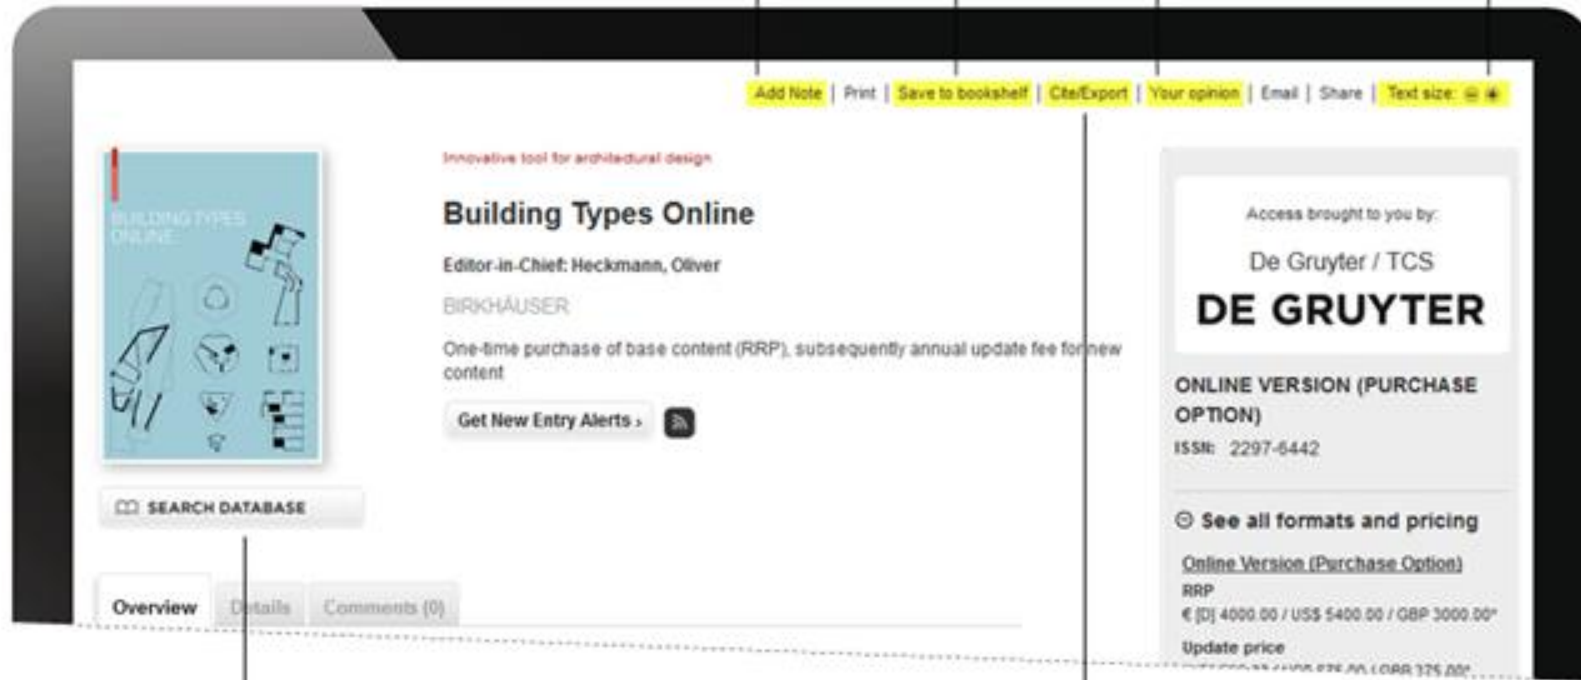 Add Note | Print | Save to bookshelf | Cite/Export | Your opinion | Email | Share | Text size:
BUILDING TYPES
ONLINE
Innovative tool for architectural design
Building Types Online
Editor-in-Chief: Heckmann, Oliver
BIRKHÄUSER
One-time purchase of base content (RRP), subsequently annual update fee for new
content
Get New Entry Alerts ›
SEARCH DATABASE
Overview
Details
Comments (0)
Access brought to you by:
De Gruyter / TCS
DE GRUYTER
ONLINE VERSION (PURCHASE
OPTION)
ISSN: 2297-6442
See all formats and pricing
Online Version (Purchase Option)
RRP
€ [D] 4000.00 / US$ 5400.00 / GBP 3000.00*
Update price